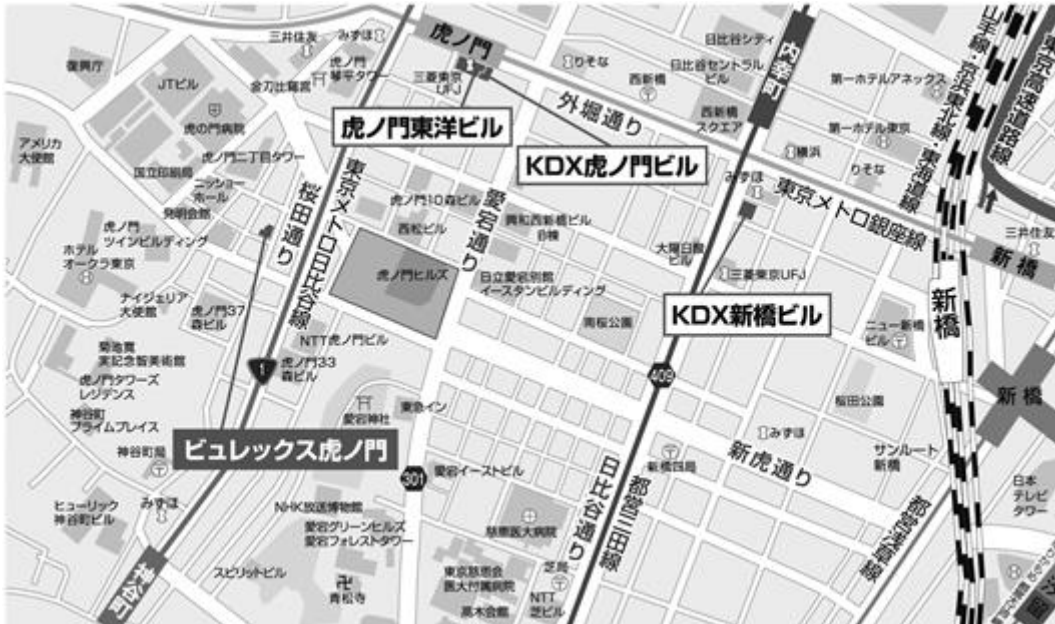 復興庁
三井住友
みずほ
虎ノ門
JTビル
金刀比羅宮
虎ノ門
琴平タワー
三菱東京
UFJ
りそな
西新橋
日比谷シティ
日比谷セントラル
ビル
内幸町
第一ホテルアネックス
山手線・京浜東北線・東海道線
東京高速道路線
アメリカ
大使館
虎の門病院
虎ノ門東洋ビル
外堀通り
西新橋
スクエア
第一ホテル東京
虎ノ門二丁目タワー
国立印刷局
ニッショー
ホール
発明会館
KDX虎ノ門ビル
横浜
りそな
みずほ
桜田通り
東京メトロ日比谷線
虎ノ門10森ビル
西松ビル
愛宕通り
興和西新橋ビル
B棟
東京メトロ銀座線
三井住友
新橋
虎ノ門
ツインビルディング
ホテル
オークラ東京
虎ノ門ヒルズ
日立愛宕別館
イースタンビルディング
大陽日酸
ビル
三菱東京UFJ
新橋
ナイジェリア
大使館
虎ノ門37
森ビル
NTT虎ノ門ビル
南桜公園
KDX新橋ビル
ニュー新橋
ビル
菊池寛
実記念智美術館
虎ノ門タワーズ
レジデンス
1
虎ノ門33
森ビル
409
新橋
神谷町
プライムプレイス
愛宕神社
東急イン
桜田公園
神谷町局
ビュレックス虎ノ門
301
愛宕イーストビル
日比谷通り
都営三田線
新橋四局
みずほ
新虎通り
サンルート
新橋
都営浅草線
日本
テレビ
タワー
ヒューリック
神谷町ビル
みずほ
NHK放送博物館
愛宕グリーンヒルズ
愛宕フォレストタワー
慈恵医大病院
神谷町
スピリットビル
青松寺
東京慈恵会
医大付属病院
高木会館
芝局
NTT
芝ビル
汐留